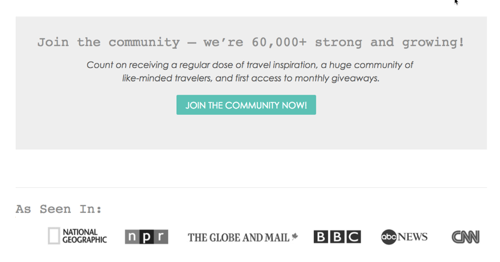 Join the community — we're 60,000+ strong and growing!
Count on receiving a regular dose of travel inspiration, a huge community of
like-minded travelers, and first access to monthly giveaways.
JOIN THE COMMUNITY NOW!
As Seen In:
NATIONAL
GEOGRAPHIC
npr
THE GLOBE AND MAIL
BBC
abc NEWS
CNN